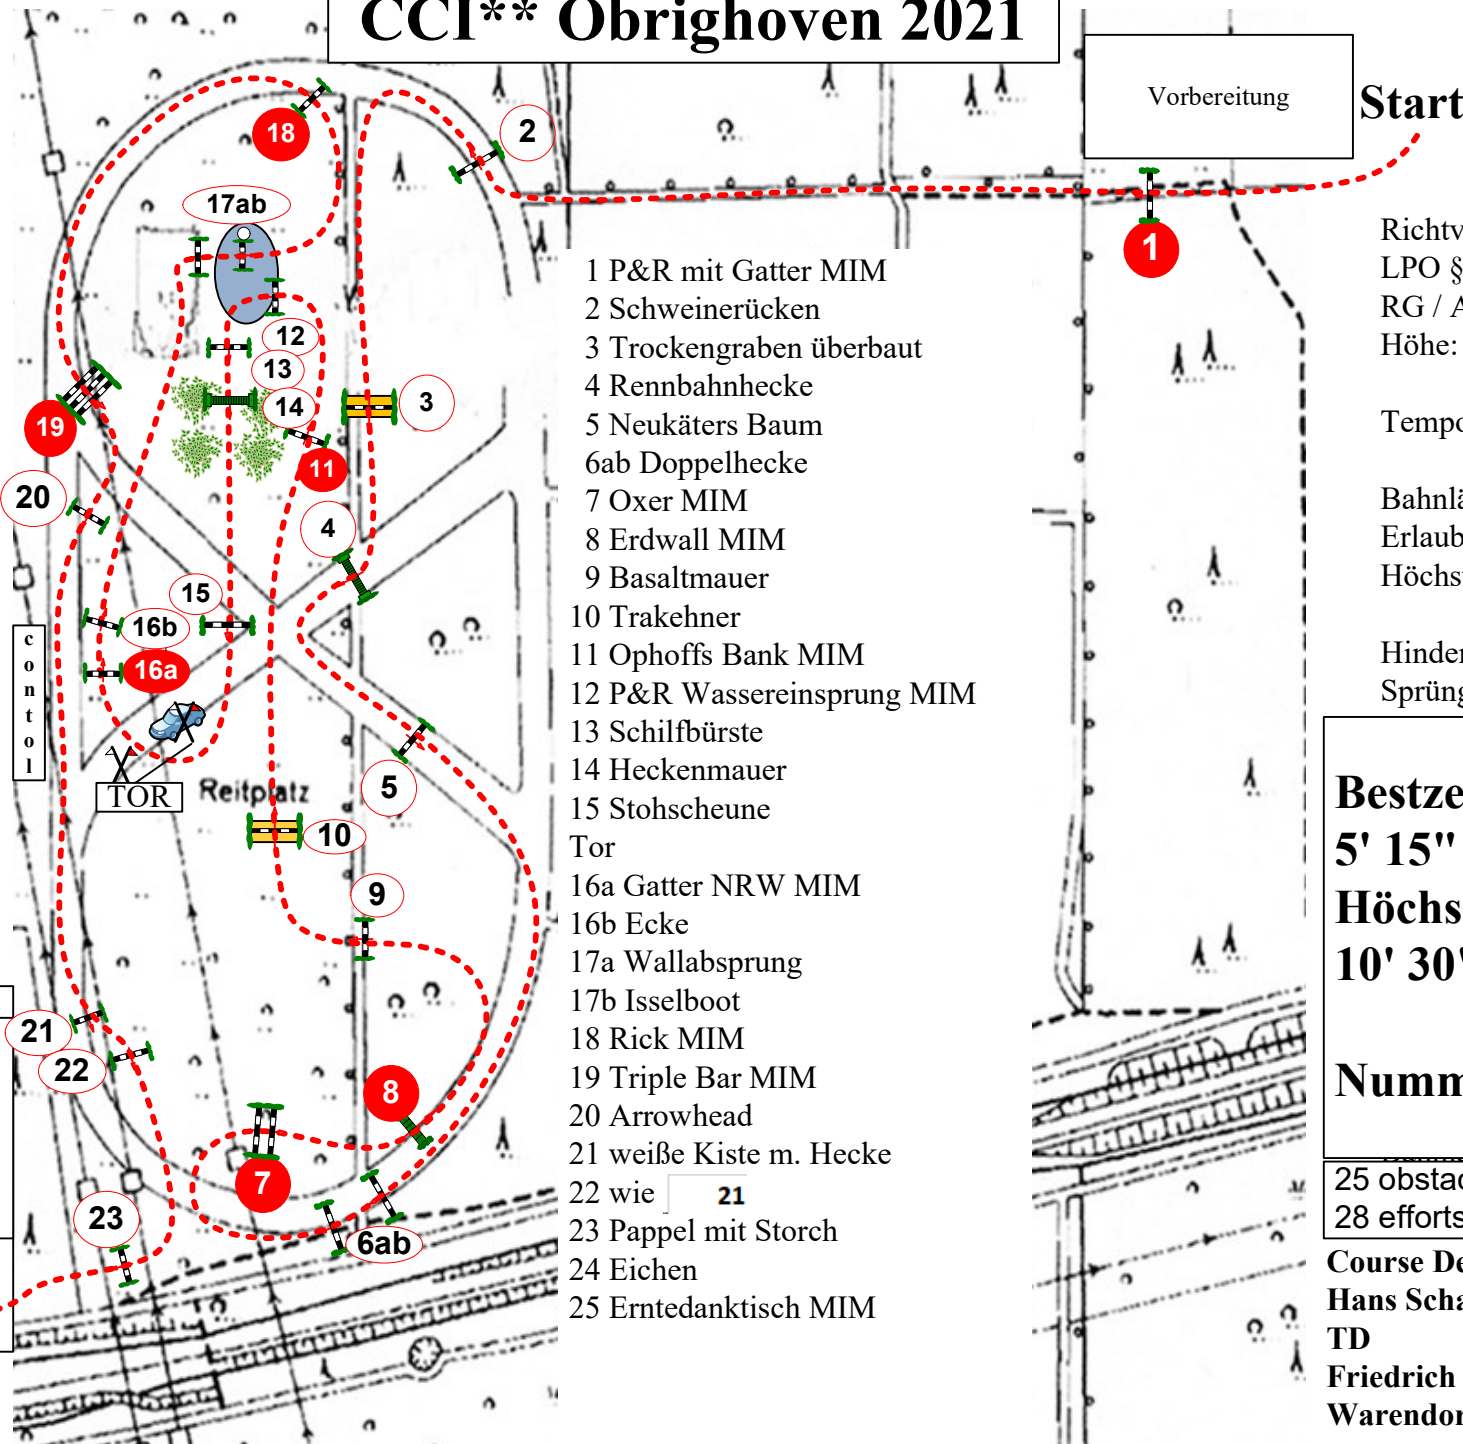 CCI** Obrighoven 2021
Vorbereitung
Start
18
2
17ab
1
12
13
14
3
19
11
20
4
15
16b
16a
contol
TOR
Reitplatz
5
10
9
21
22
8
7
23
6ab
1 P&R mit Gatter MIM
2 Schweinerücken
3 Trockengraben überbaut
4 Rennbahnhecke
5 Neukäters Baum
6ab Doppelhecke
7 Oxer MIM
8 Erdwall MIM
9 Basaltmauer
10 Trakehner
11 Ophoffs Bank MIM
12 P&R Wassereinsprung MIM
13 Schilfbürste
14 Heckenmauer
15 Stohscheune
Tor
16a Gatter NRW MIM
16b Ecke
17a Wallabsprung
17b Isselboot
18 Rick MIM
19 Triple Bar MIM
20 Arrowhead
21 weiße Kiste m. Hecke
22 wie 21
23 Pappel mit Storch
24 Eichen
25 Erntedanktisch MIM
Richtv
LPO §
RG / A
Höhe:
Tempo
Bahnlä
Erlaub
Höchs
Hinder
Sprüng
Bestze
5' 15"
Höchs
10' 30"
Numm
25 obstac
28 efforts
Course De
Hans Scha
TD
Friedrich
Warendor